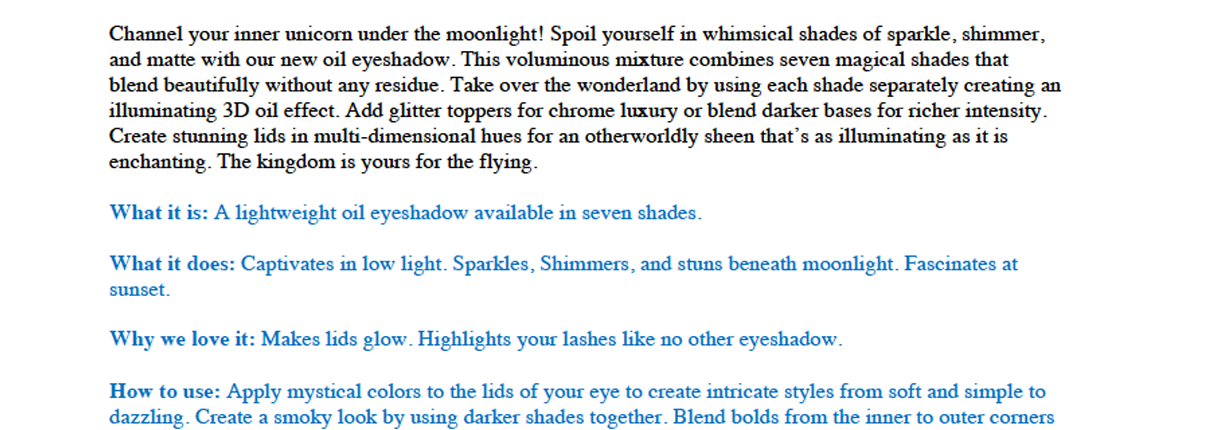 Channel your inner unicorn under the moonlight! Spoil yourself in whimsical shades of sparkle, shimmer,
and matte with our new oil eyeshadow. This voluminous mixture combines seven magical shades that
blend beautifully without any residue. Take over the wonderland by using each shade separately creating an
illuminating 3D oil effect. Add glitter toppers for chrome luxury or blend darker bases for richer intensity.
Create stunning lids in multi-dimensional hues for an otherworldly sheen that’s as illuminating as it is
enchanting. The kingdom is yours for the flying.
What it is: A lightweight oil eyeshadow available in seven shades.
What it does: Captivates in low light. Sparkles, Shimmers, and stuns beneath moonlight. Fascinates at
sunset.
Why we love it: Makes lids glow. Highlights your lashes like no other eyeshadow.
How to use: Apply mystical colors to the lids of your eye to create intricate styles from soft and simple to
dazzling. Create a smoky look by using darker shades together. Blend bolds from the inner to outer corners